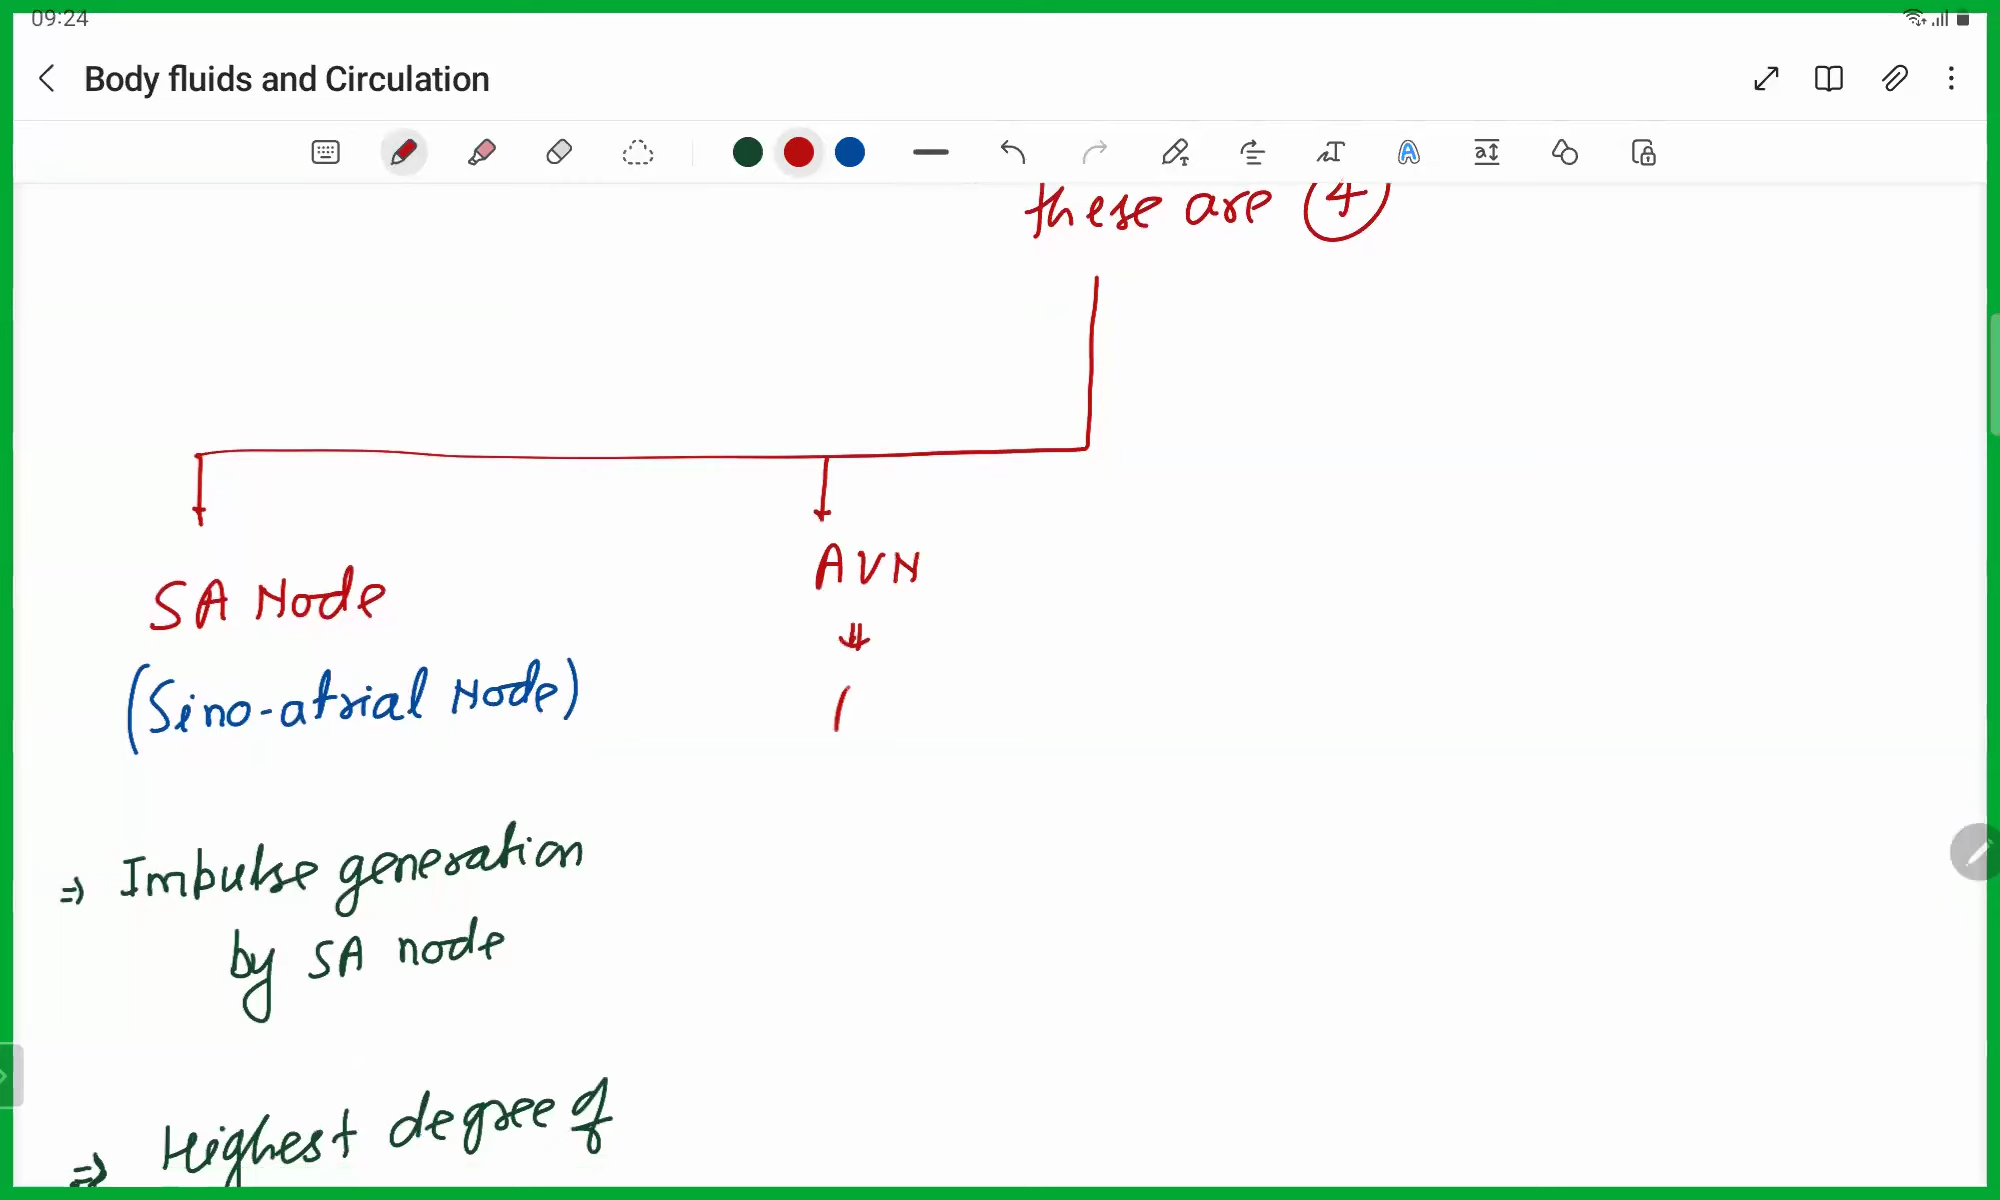 09:24
Body fluids and Circulation
these are 4
SA Node
(Sino-atrial Node)
AVN
(
⇒ Impulse generation
by SA node
⇒ Highest degree of